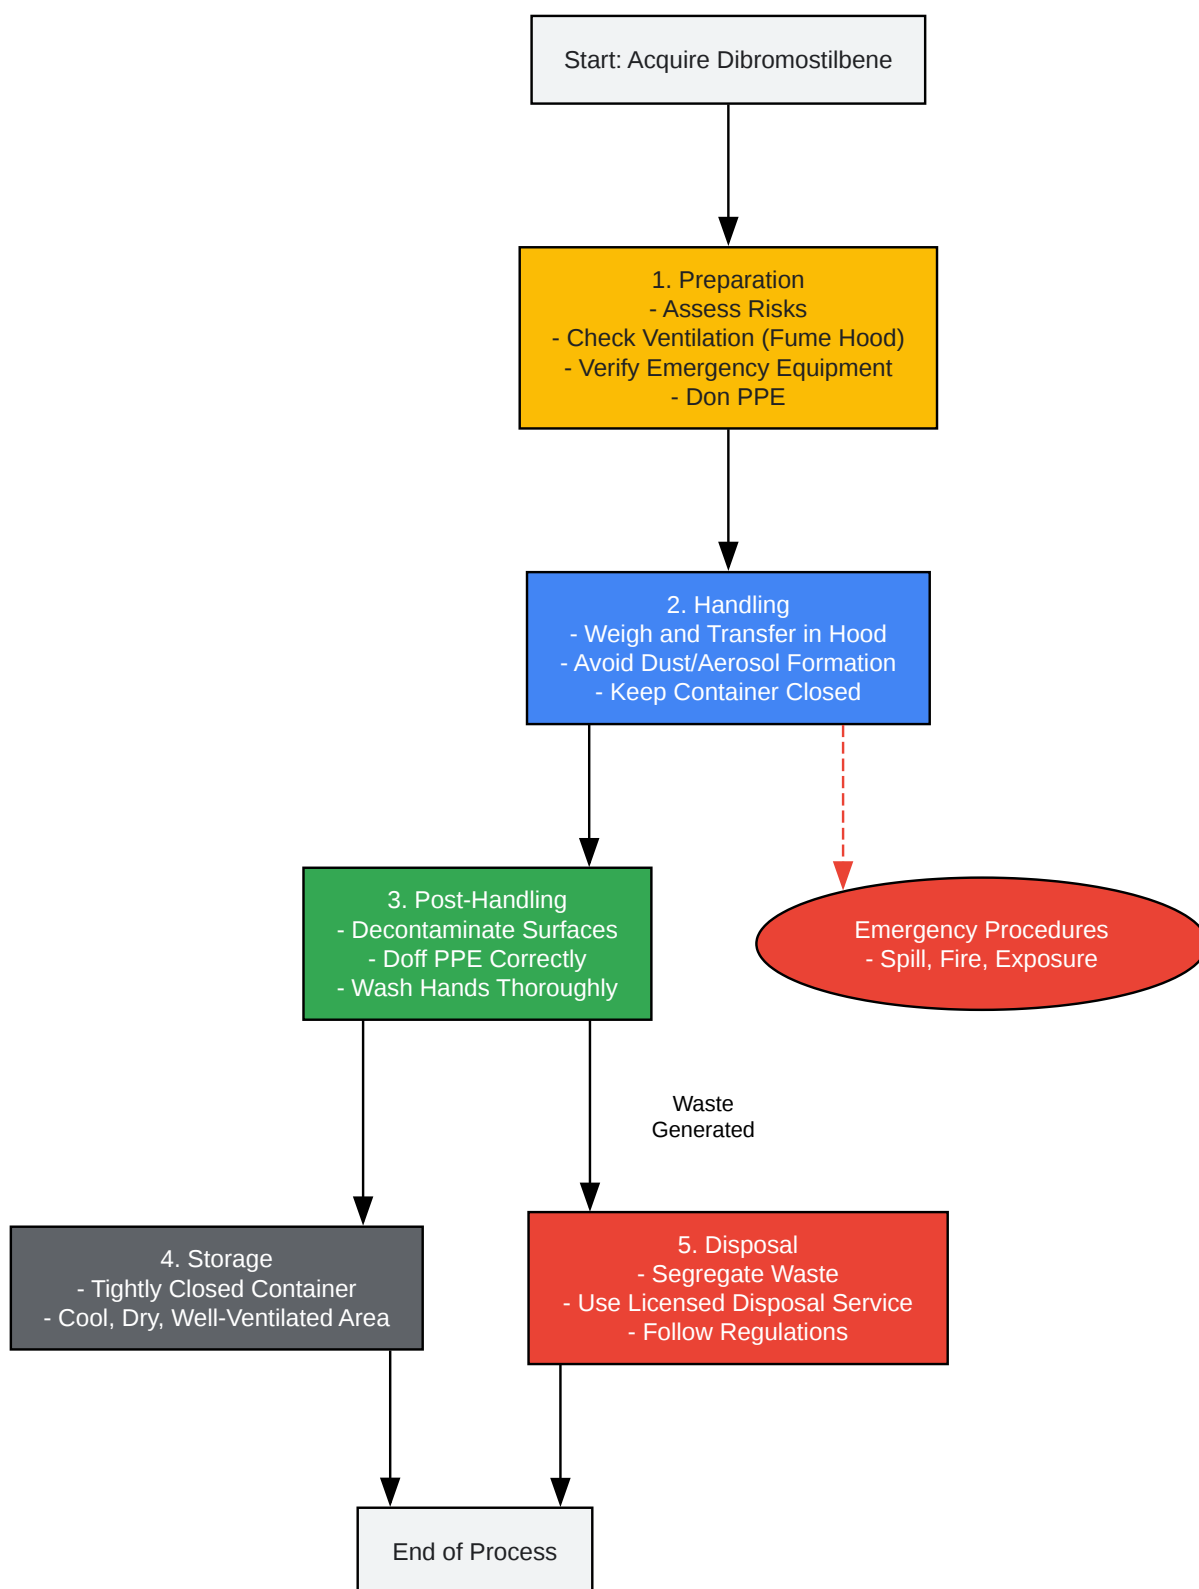 Start: Acquire Dibromostilbene
1. Preparation
- Assess Risks
- Check Ventilation (Fume Hood)
- Verify Emergency Equipment
- Don PPE
2. Handling
- Weigh and Transfer in Hood
- Avoid Dust/Aerosol Formation
- Keep Container Closed
3. Post-Handling
- Decontaminate Surfaces
- Doff PPE Correctly
- Wash Hands Thoroughly
Emergency Procedures
- Spill, Fire, Exposure
Waste
Generated
4. Storage
- Tightly Closed Container
- Cool, Dry, Well-Ventilated Area
5. Disposal
- Segregate Waste
- Use Licensed Disposal Service
- Follow Regulations
End of Process